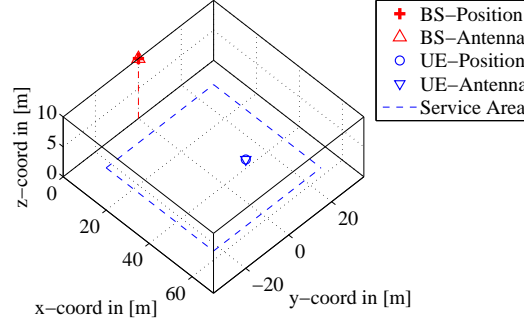 BS−Position
BS−Antenna
UE−Position
UE−Antenna
Service Area
z−coord in [m]
10
5
0
0
20
40
60
x−coord in [m]
−20
0
20
y−coord in [m]